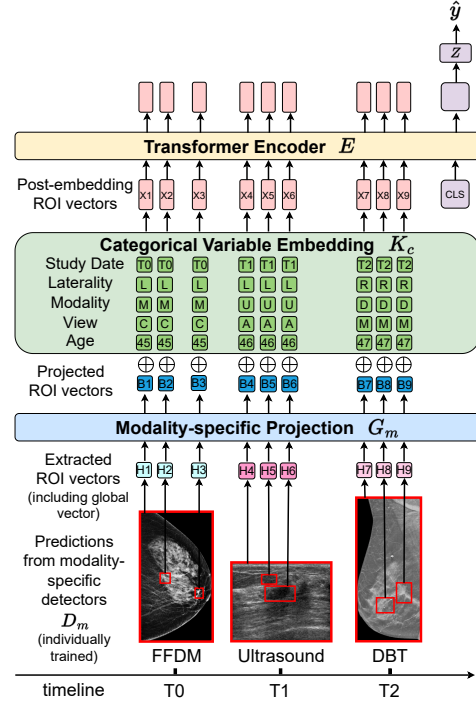 ŷ
z
Transformer Encoder E
Post-embedding
ROI vectors
X1 X2 X3 X4 X5 X6 X7 X8 X9 CLS
Categorical Variable Embedding K_c
Study Date T0 T0 T0 T1 T1 T1 T2 T2 T2
Laterality L L L L L L R R R
Modality M M M U U U D D D
View C C C A A A M M M
Age 45 45 45 46 46 46 47 47 47
Projected
ROI vectors
B1 B2 B3 B4 B5 B6 B7 B8 B9
Modality-specific Projection G_m
Extracted
ROI vectors
(including global
vector)
H1 H2 H3 H4 H5 H6 H7 H8 H9
Predictions
from modality-
specific
detectors
D_m
(individually
trained)
FFDM Ultrasound DBT
timeline T0 T1 T2